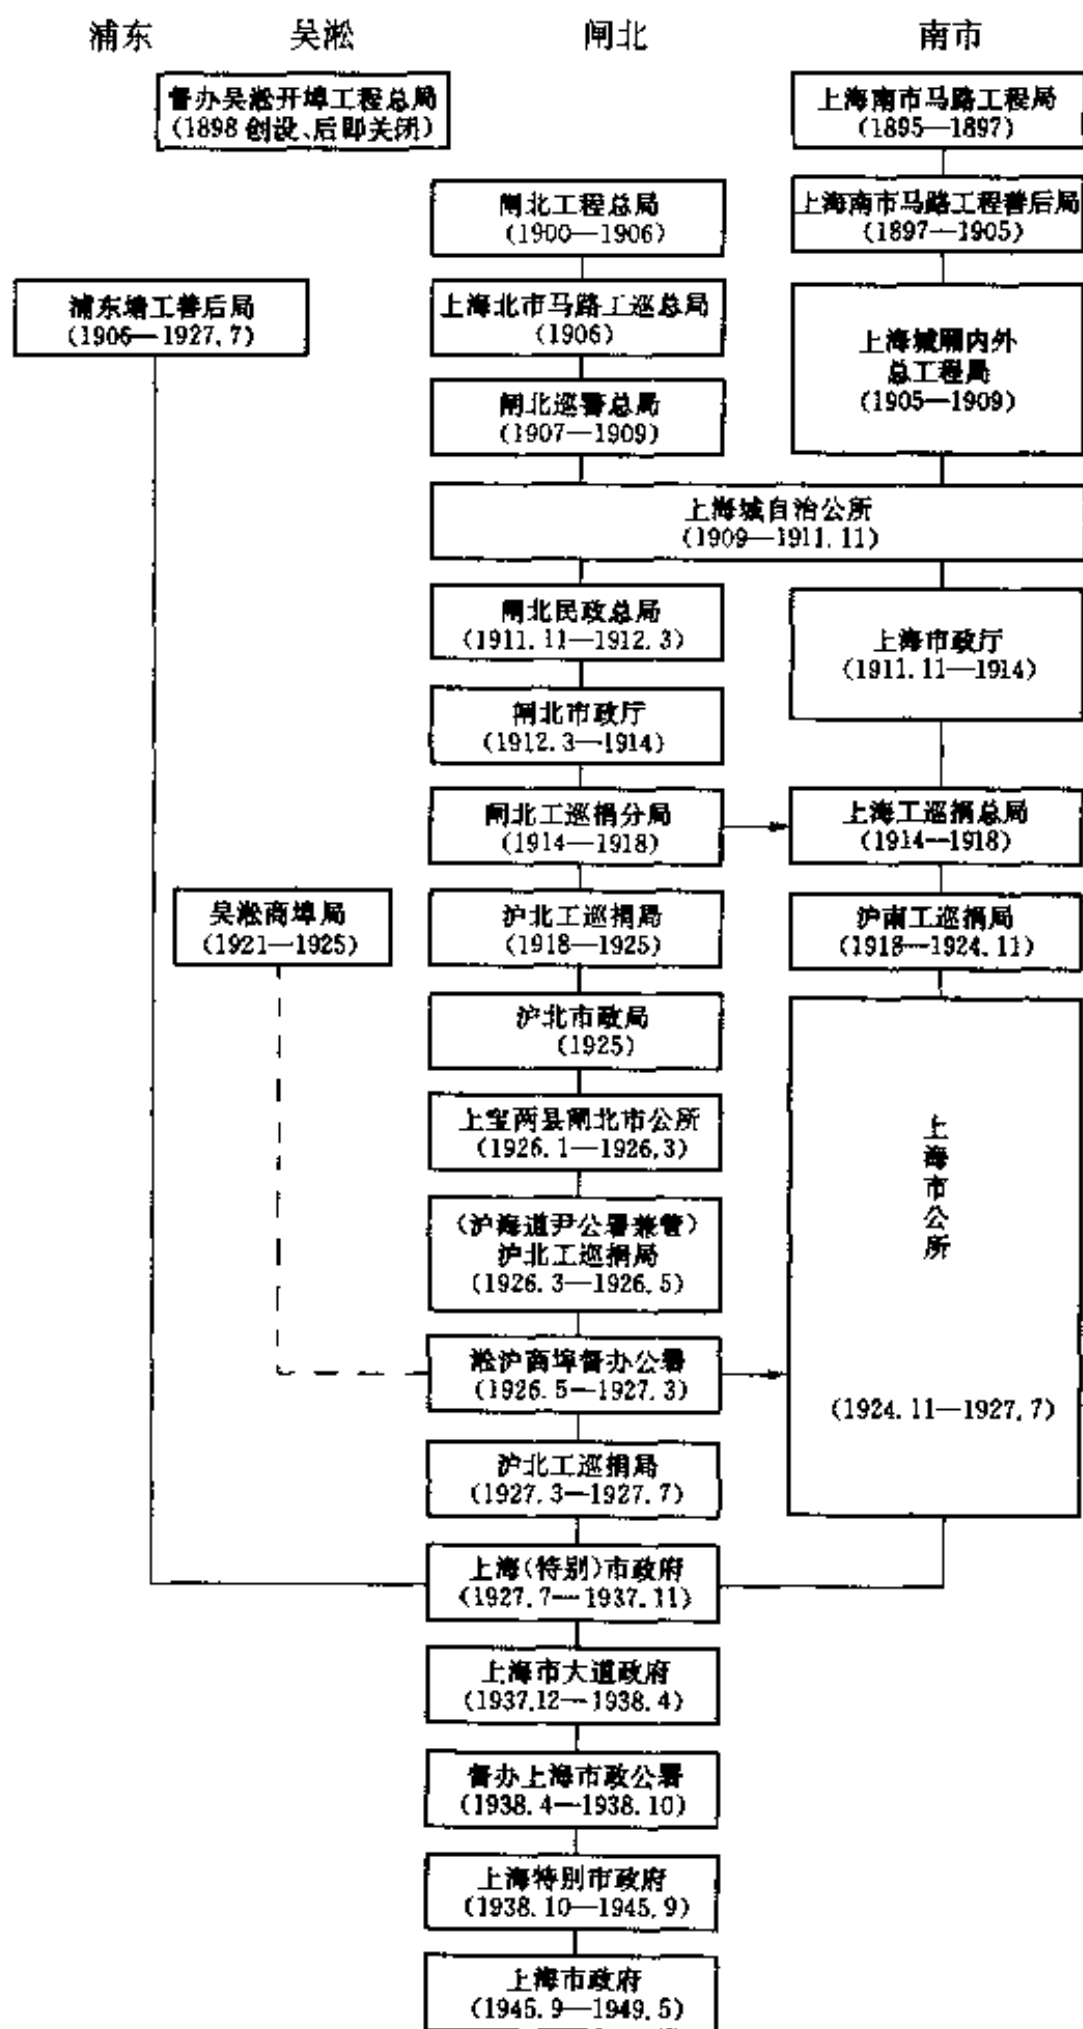 浦东 吴淞 闸北 南市
督办吴淞开埠工程总局
(1898创设、后即关闭)
上海南市马路工程局
(1895—1897)
闸北工程总局
(1900—1906)
上海南市马路工程善后局
(1897—1905)
浦东塘工善后局
(1906—1927.7)
上海北市马路工巡总局
(1906)
上海城厢内外
总工程局
(1905—1909)
闸北巡警总局
(1907—1909)
上海城自治公所
(1909—1911.11)
闸北民政总局
(1911.11—1912.3)
上海市政厅
(1911.11—1914)
闸北市政厅
(1912.3—1914)
闸北工巡捐分局
(1914—1918)
上海工巡捐总局
(1914—1918)
吴淞商埠局
(1921—1925)
沪北工巡捐局
(1918—1925)
沪南工巡捐局
(1918—1924.11)
沪北市政局
(1925)
上宝两县闸北市公所
(1926.1—1926.3)
上海市公所
(1924.11—1927.7)
(沪海道尹公署兼管)
沪北工巡捐局
(1926.3—1926.5)
淞沪商埠督办公署
(1926.5—1927.3)
沪北工巡捐局
(1927.3—1927.7)
上海(特别)市政府
(1927.7—1937.11)
上海市大道政府
(1937.12—1938.4)
督办上海市政公署
(1938.4—1938.10)
上海特别市政府
(1938.10—1945.9)
上海市政府
(1945.9—1949.5)